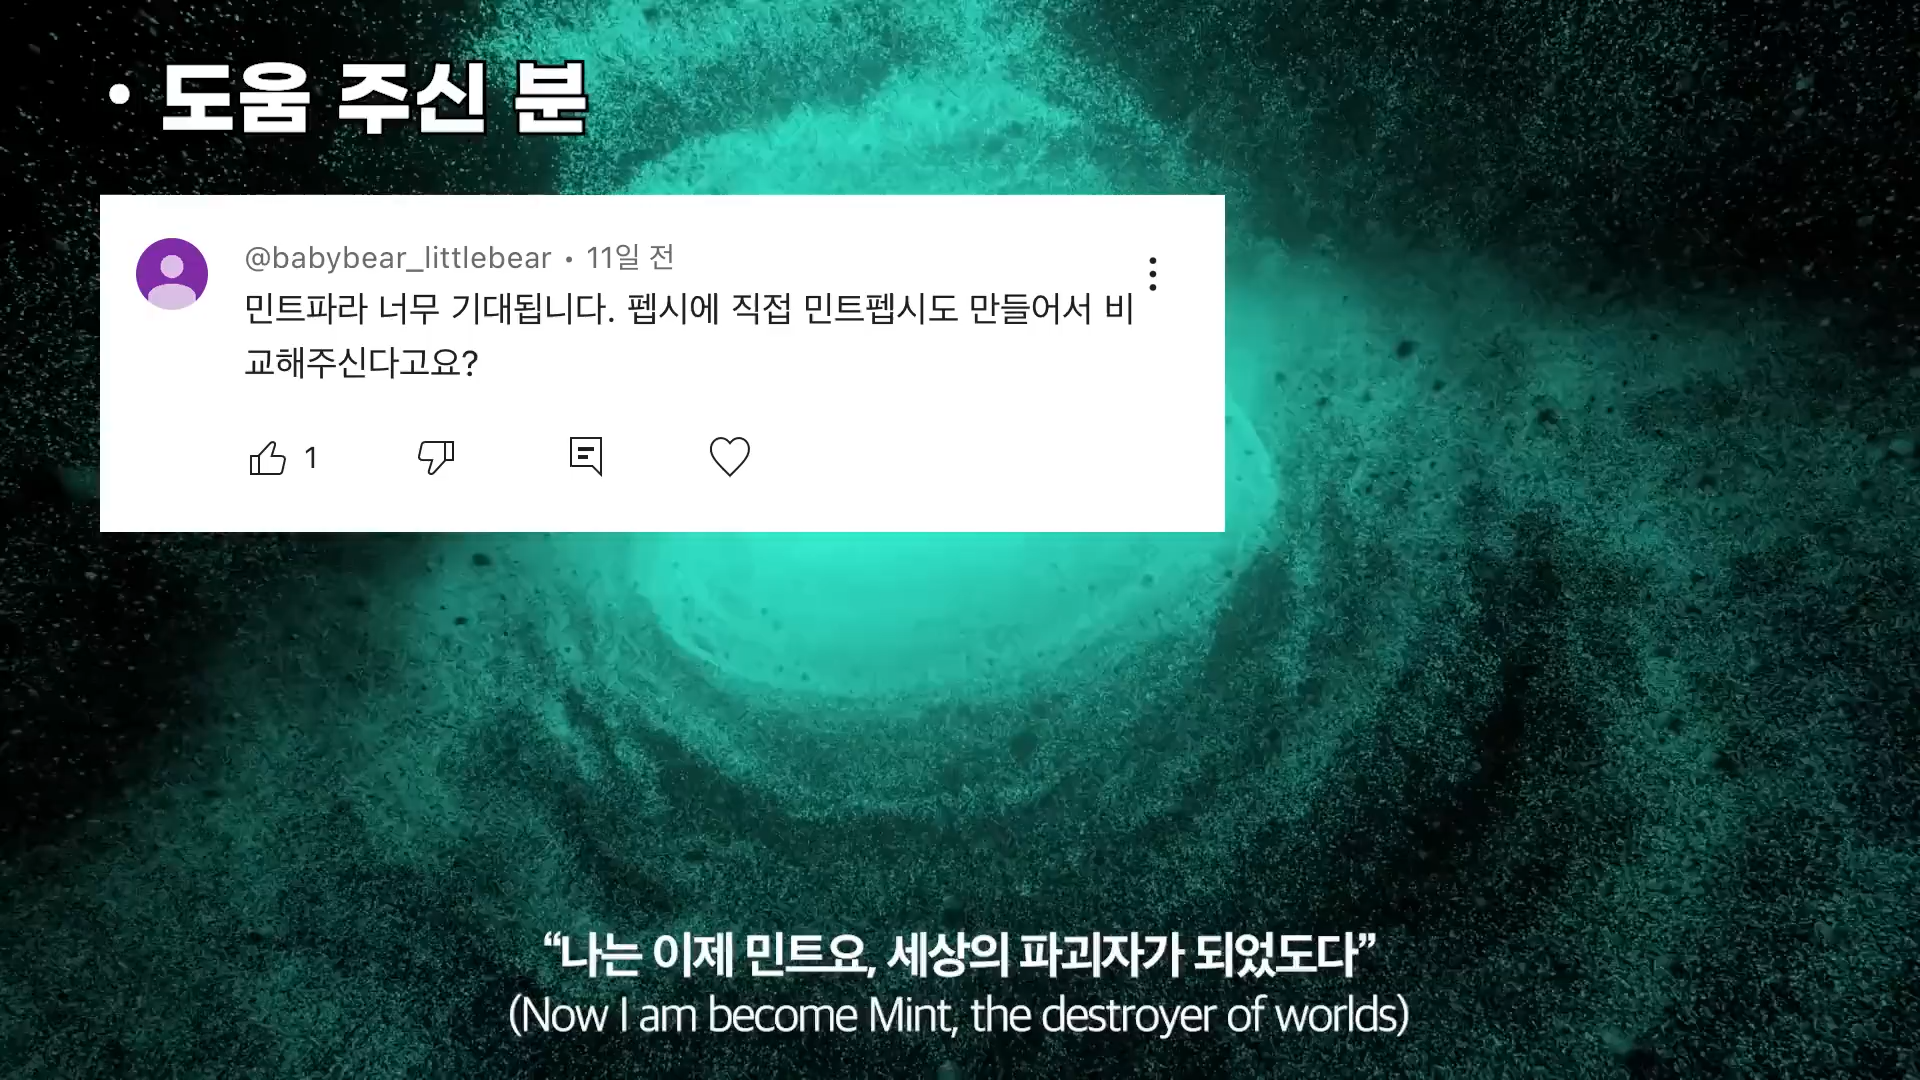 • 도움 주신 분
@babybear_littlebear • 11일 전
민트파라 너무 기대됩니다. 펩시에 직접 민트펩시도 만들어서 비
교해주신다고요?
1
“나는 이제 민트요, 세상의 파괴자가 되었도다”
(Now I am become Mint, the destroyer of worlds)